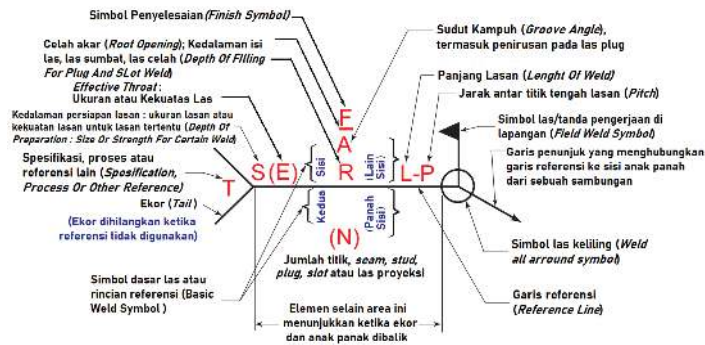 Simbol Penyelesaian (Finish Symbol)
Celah akar (Root Opening); Kedalaman isi
las, las sumbat, las celah (Depth Of FIlling
For Plug And SLot Weld)
Effective Throat:
Ukuran atau Kekuatas Las
Kedalaman persiapan lasan : ukuran lasan atau
kekuatan lasan untuk lasan tertentu (Depth Of
Preparation : Size Or Strength For Certain Weld)
Spesifikasi, proses atau
referensi lain (Spesification,
Process Or Other Reference)
Ekor (Tail)
(Ekor dihilangkan ketika
referensi tidak digunakan)
Simbol dasar las atau
rincian referensi (Basic
Weld Symbol )
T
S (E)
F
A
R
L-P
(N)
Sisi
Lain
Sisi)
Kedua
(Panah
Sisi)
Jumlah titik, seam, stud,
plug, slot atau las proyeksi
Elemen selain area ini
menunjukkan ketika ekor
dan anak panak dibalik
Sudut Kampuh (Groove Angle),
termasuk penirusan pada las plug
Panjang Lasan (Lenght Of Weld)
Jarak antar titik tengah lasan (Pitch)
Simbol las/tanda pengerjaan di
lapangan (Field Weld Symbol)
Garis penunjuk yang menghubungkan
garis referensi ke sisi anak panah
dari sebuah sambungan
Simbol las keliling (Weld
all arround symbol)
Garis referensi
(Reference Line)